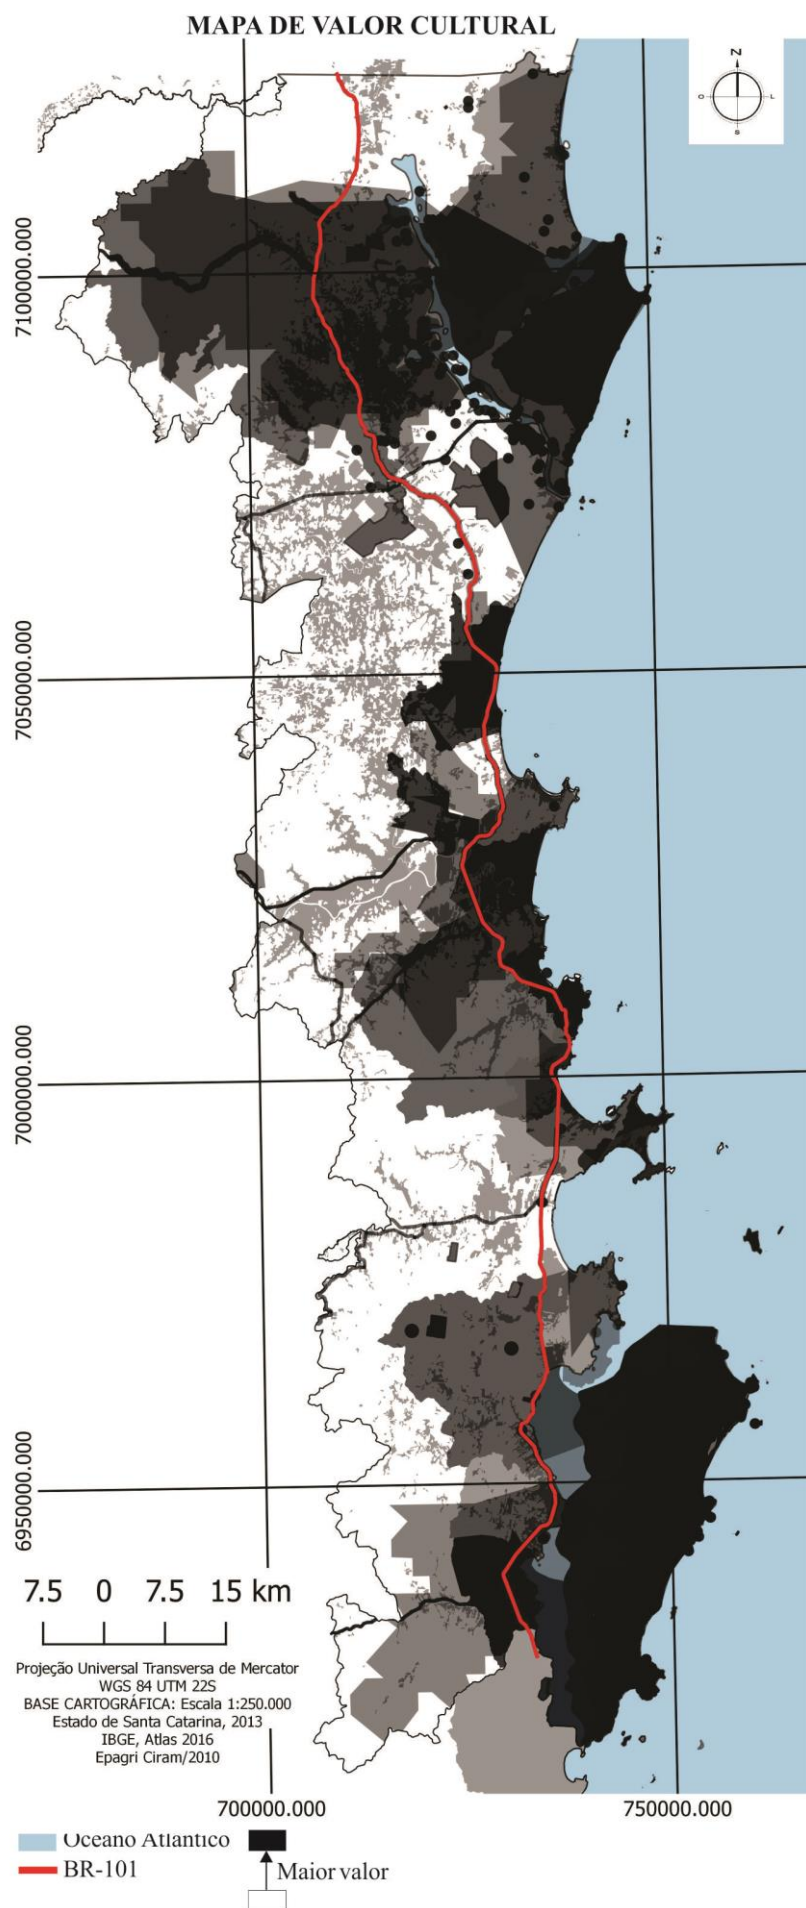 MAPA DE VALOR CULTURAL
Z
O
L
S
7100000.000
7050000.000
7000000.000
6950000.000
7.5 0 7.5 15 km
Projeção Universal Transversa de Mercator
WGS 84 UTM 22S
BASE CARTOGRÁFICA: Escala 1:250.000
Estado de Santa Catarina, 2013
IBGE, Atlas 2016
Epagri Ciram/2010
700000.000 750000.000
Oceano Atlântico
BR-101
Maior valor